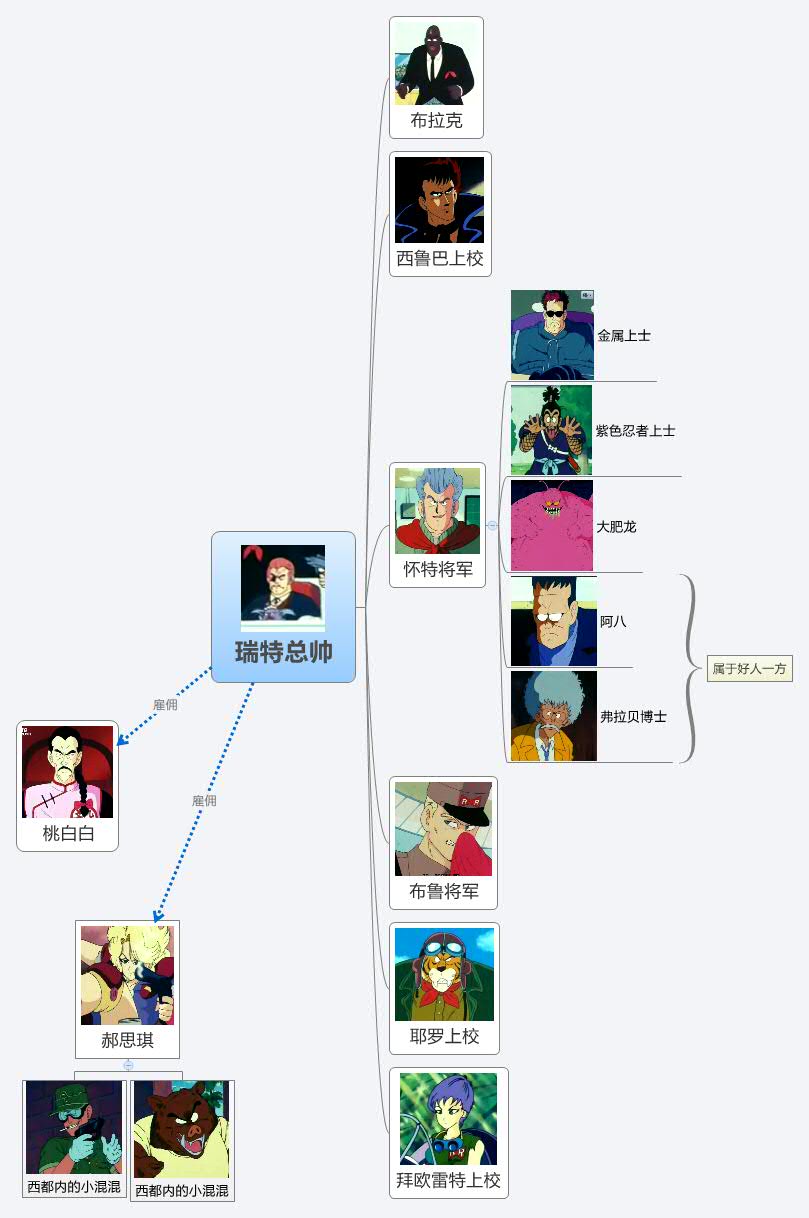 布拉克
西鲁巴上校
金属上士
紫色忍者上士
大肥龙
怀特将军
阿八
弗拉贝博士
属于好人一方
瑞特总帅
雇佣
雇佣
桃白白
布鲁将军
R R
郝思琪
耶罗上校
西都内的小混混
西都内的小混混
拜欧雷特上校